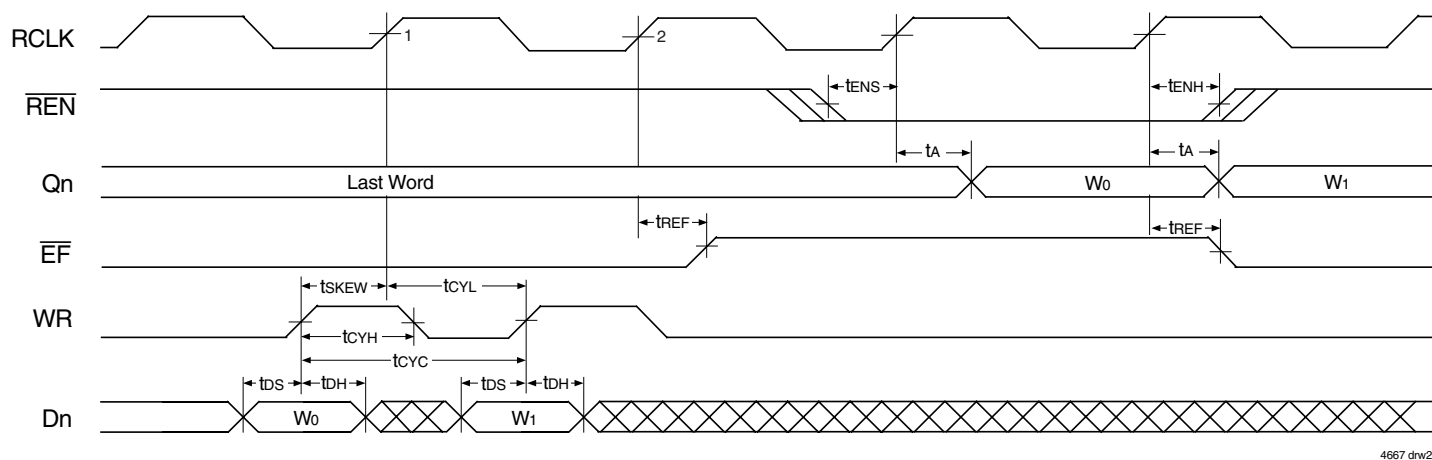 RCLK 1 2
REN tENS tENH
tA tA
Qn Last Word W0 W1
tREF tREF
EF
tSKEW tCYL
WR
tCYH
tCYC
tDS tDH tDS tDH
Dn W0 W1
4667 drw2